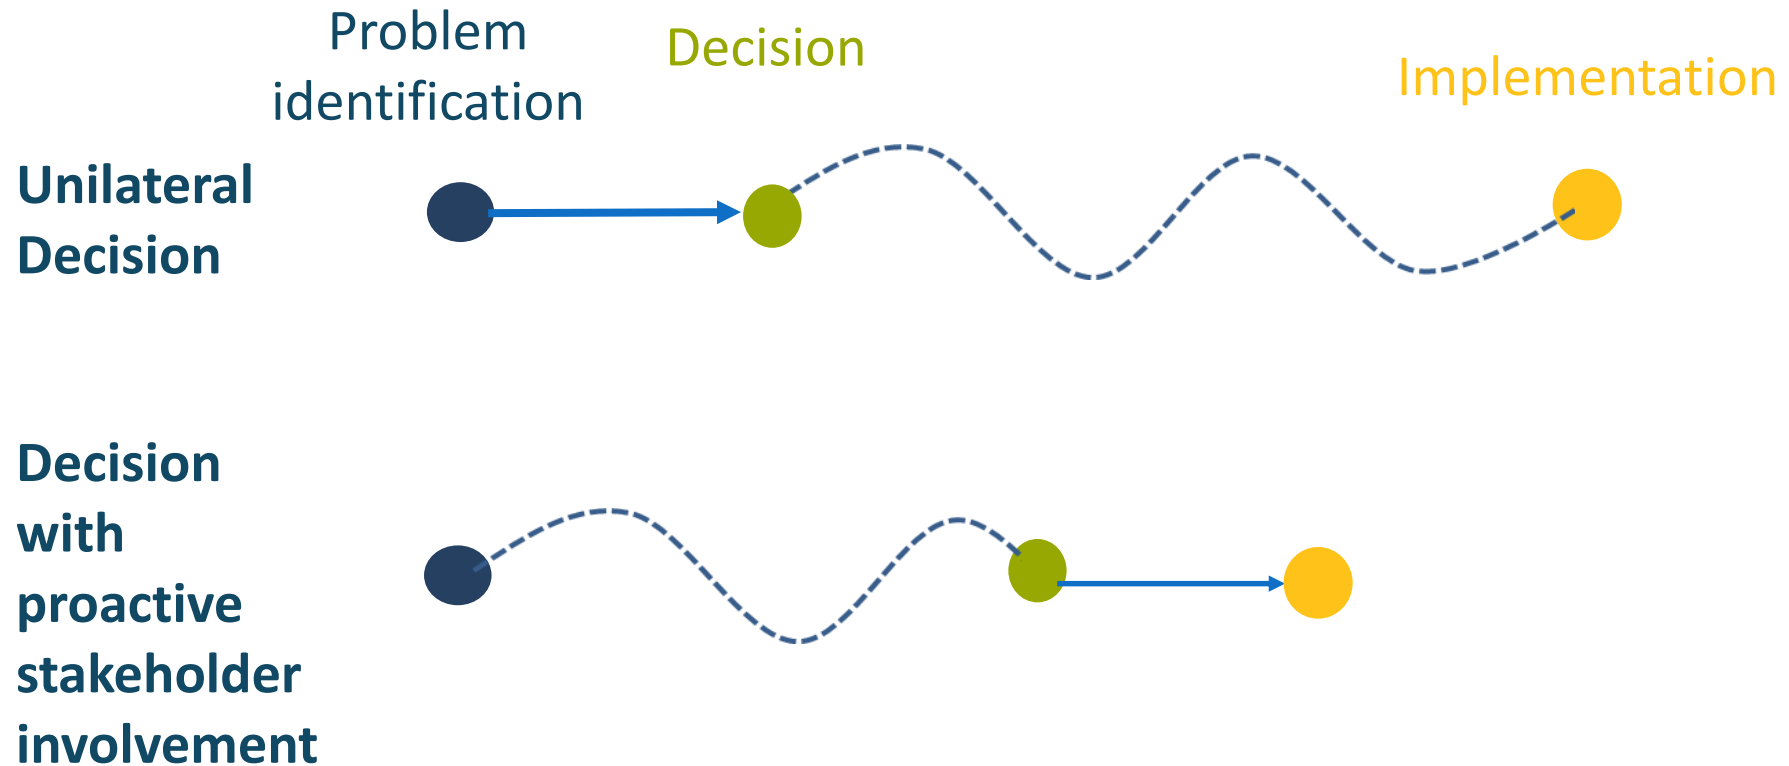 Problem
identification
Decision
Implementation
Unilateral
Decision
Decision
with
proactive
stakeholder
involvement